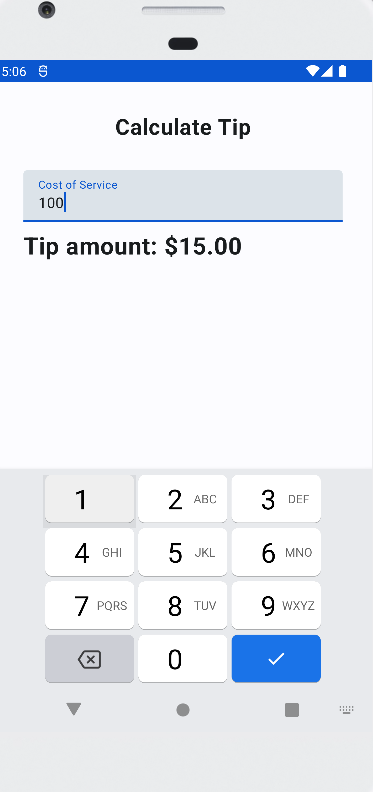 5:06
Calculate Tip
Cost of Service
100
Tip amount: $15.00
1
2 ABC
3 DEF
4 GHI
5 JKL
6 MNO
7 PQRS
8 TUV
9 WXYZ
0